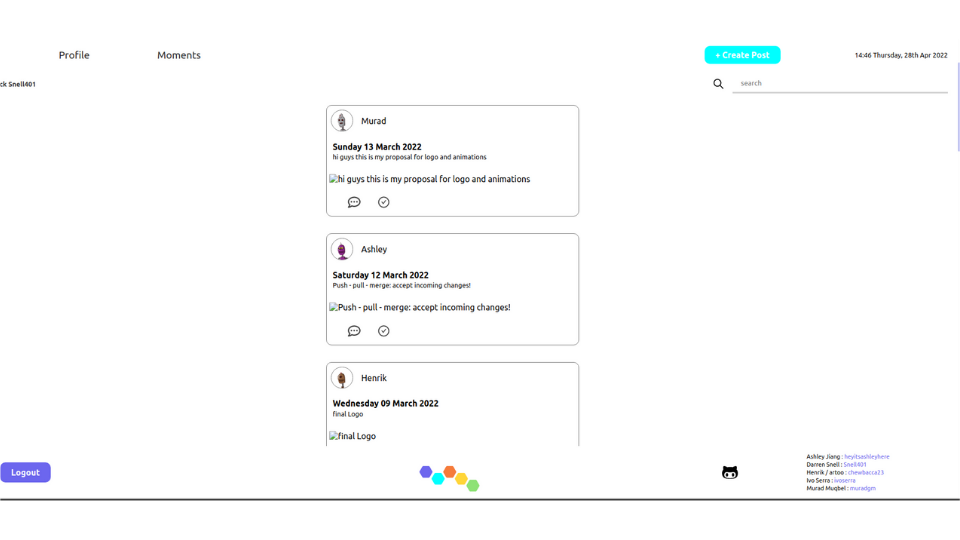 Profile
Moments
+ Create Post
14:46 Thursday, 28th Apr 2022
ck Snell401
search
Murad
Sunday 13 March 2022
hi guys this is my proposal for logo and animations
hi guys this is my proposal for logo and animations
Ashley
Saturday 12 March 2022
Push - pull - merge: accept incoming changes!
Push - pull - merge: accept incoming changes!
Henrik
Wednesday 09 March 2022
final Logo
final Logo
Logout
Ashley Jiang : heyitsashleyhere
Darren Snell : Snell401
Henrik / artoo : chewbacca23
Ivo Serra : ivoserra
Murad Muqbel : muradgm